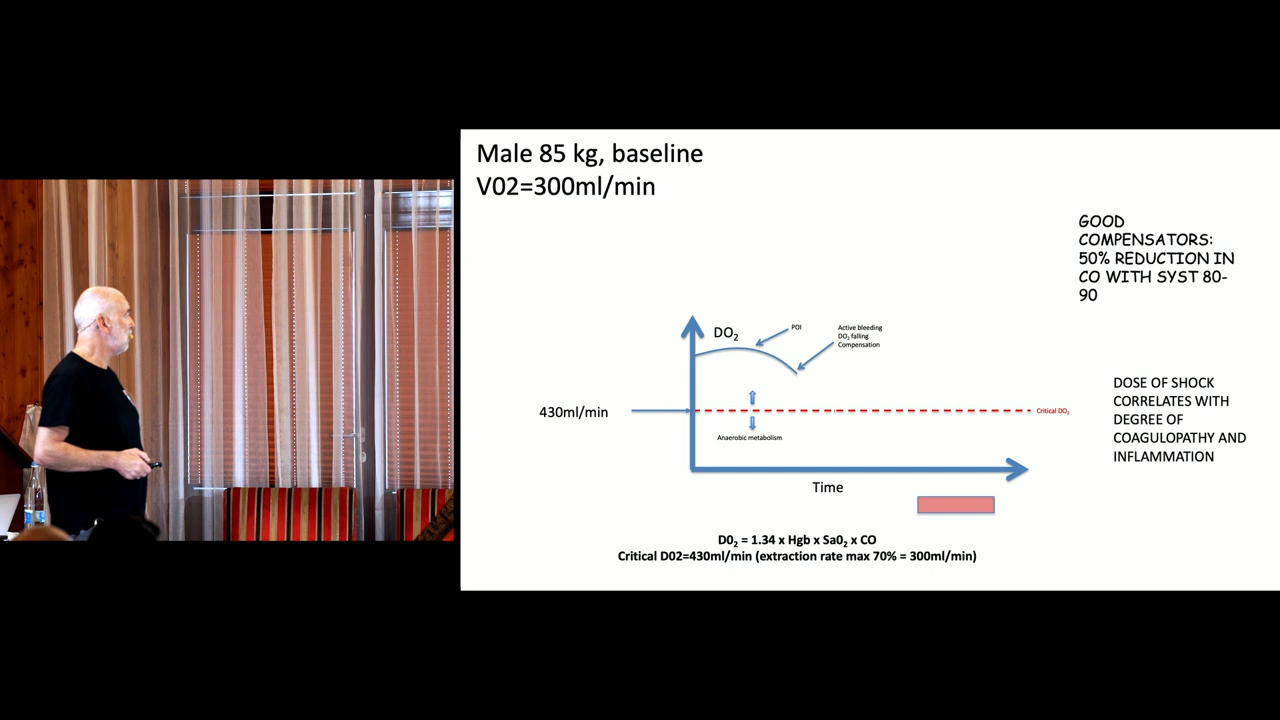 Male 85 kg, baseline
V02=300ml/min
GOOD
COMPENSATORS:
50% REDUCTION IN
CO WITH SYST 80-
90
DO₂
POI
Active bleeding
DO₂ falling
Compensation
430ml/min
Critical DO₂
Anaerobic metabolism
DOSE OF SHOCK
CORRELATES WITH
DEGREE OF
COAGULOPATHY AND
INFLAMMATION
Time
D0₂ = 1.34 x Hgb x Sa0₂ x CO
Critical D02=430ml/min (extraction rate max 70% = 300ml/min)